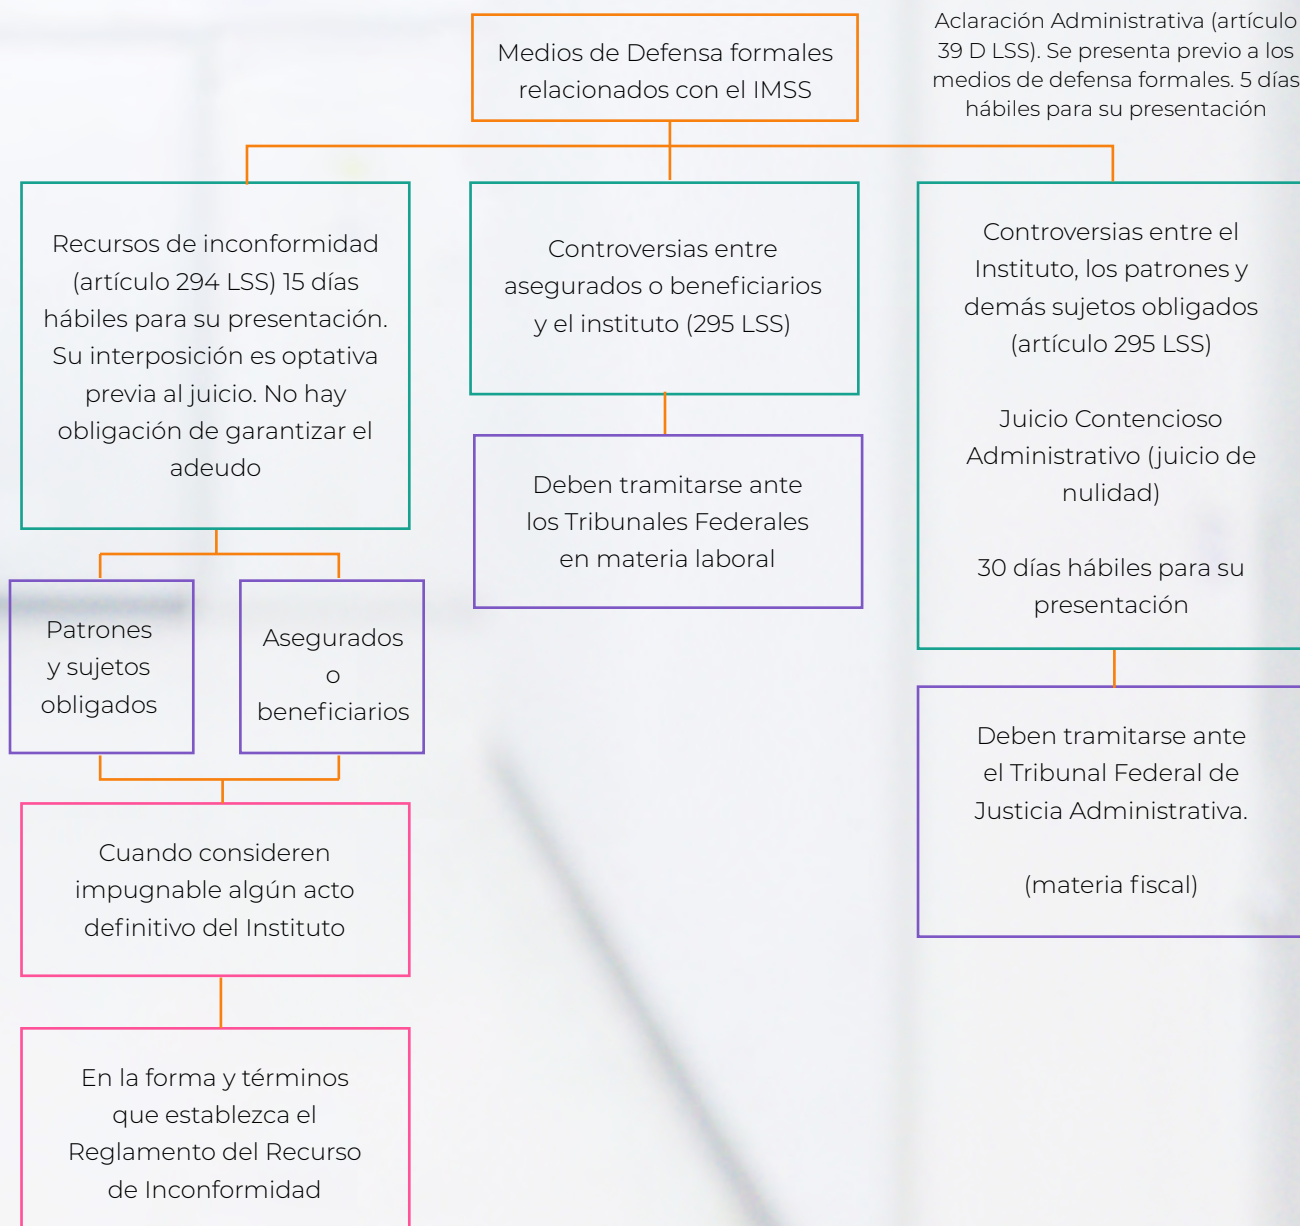 Medios de Defensa formales
relacionados con el IMSS
Aclaración Administrativa (artículo
39 D LSS). Se presenta previo a los
medios de defensa formales. 5 días
hábiles para su presentación
Recursos de inconformidad
(artículo 294 LSS) 15 días
hábiles para su presentación.
Su interposición es optativa
previa al juicio. No hay
obligación de garantizar el
adeudo
Controversias entre
asegurados o beneficiarios
y el instituto (295 LSS)
Controversias entre el
Instituto, los patrones y
demás sujetos obligados
(artículo 295 LSS)
Juicio Contencioso
Administrativo (juicio de
nulidad)
30 días hábiles para su
presentación
Deben tramitarse ante
los Tribunales Federales
en materia laboral
Patrones
y sujetos
obligados
Asegurados
o
beneficiarios
Deben tramitarse ante
el Tribunal Federal de
Justicia Administrativa.
(materia fiscal)
Cuando consideren
impugnable algún acto
definitivo del Instituto
En la forma y términos
que establezca el
Reglamento del Recurso
de Inconformidad